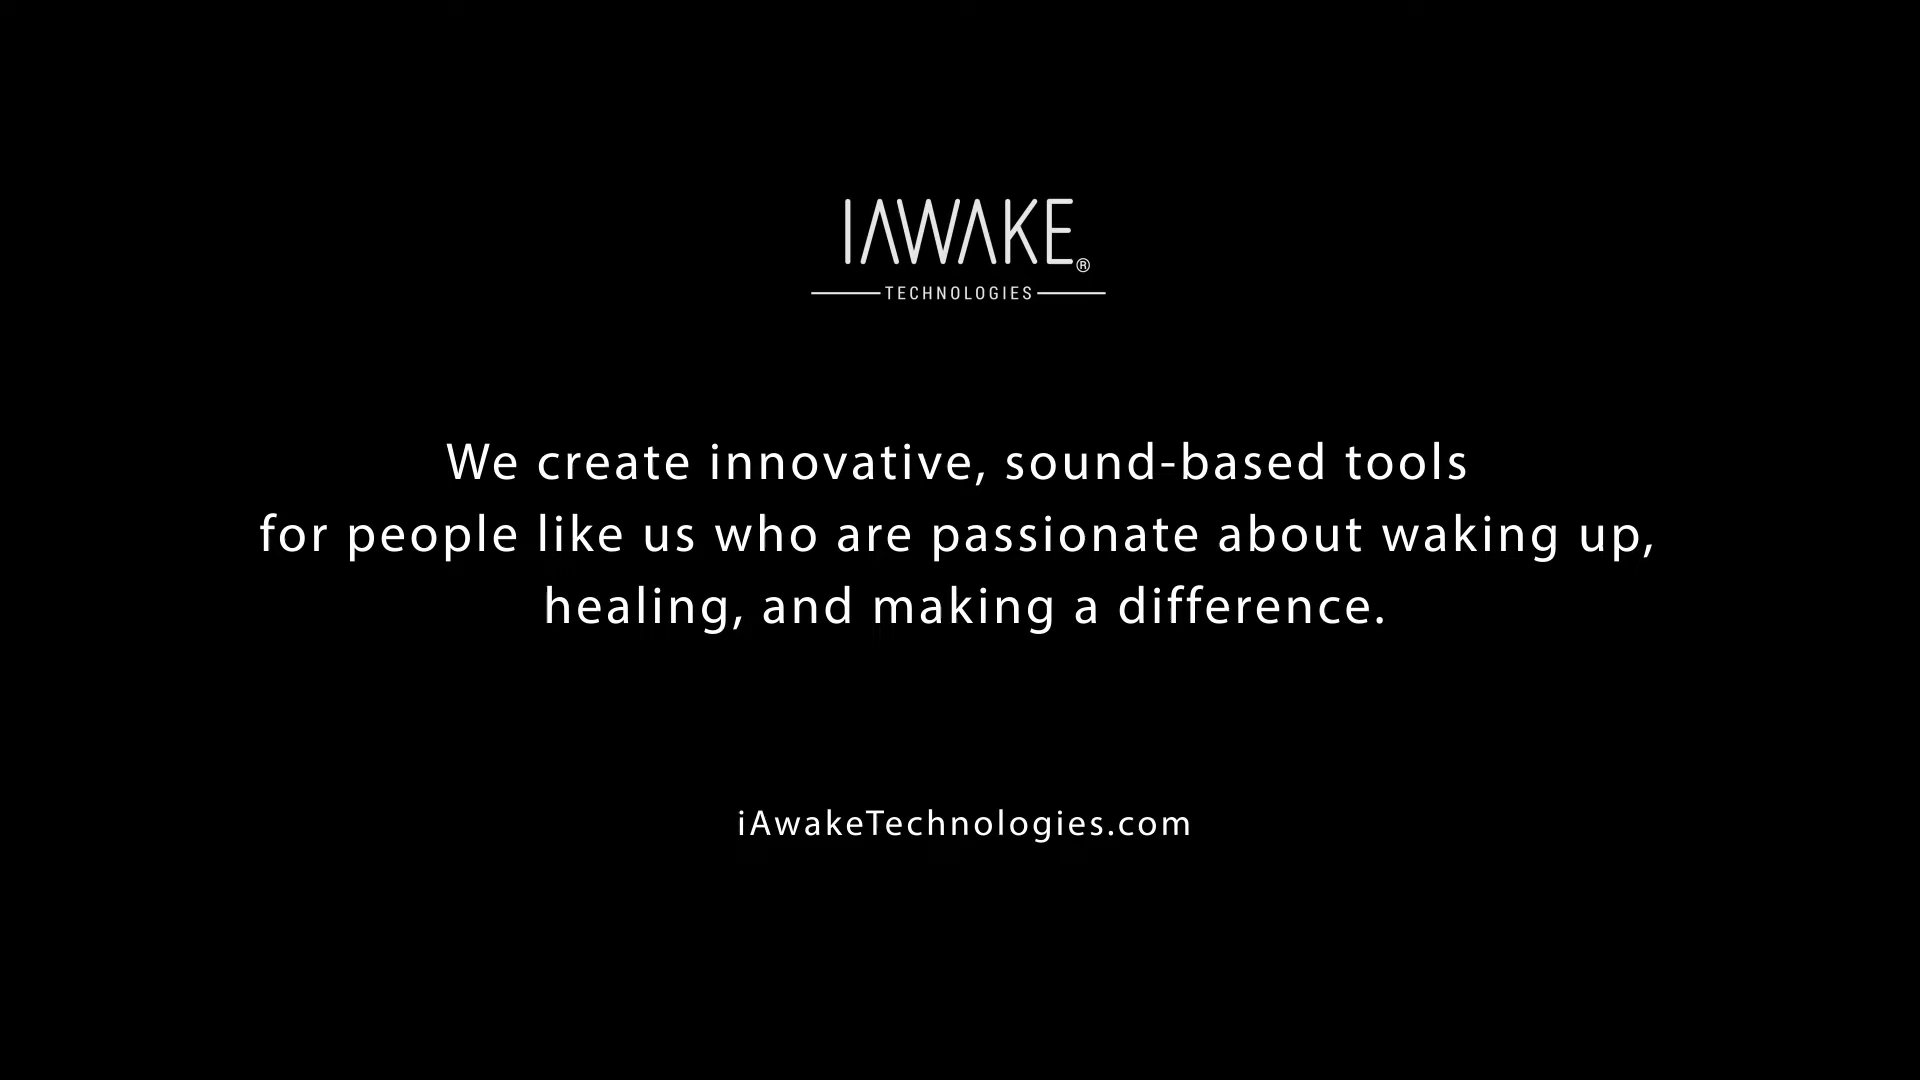 IAWAKE®
TECHNOLOGIES
We create innovative, sound-based tools
for people like us who are passionate about waking up,
healing, and making a difference.
iAwakeTechnologies.com